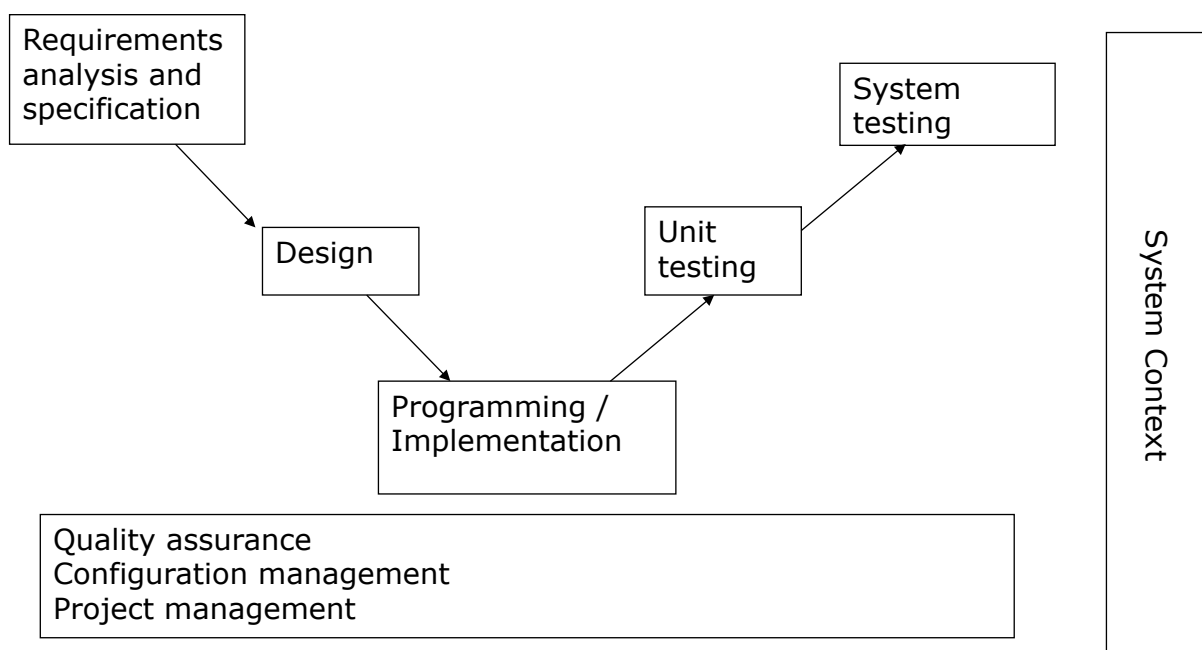 Requirements
analysis and
specification
System
testing
Design
Unit
testing
Programming /
Implementation
Quality assurance
Configuration management
Project management
System Context